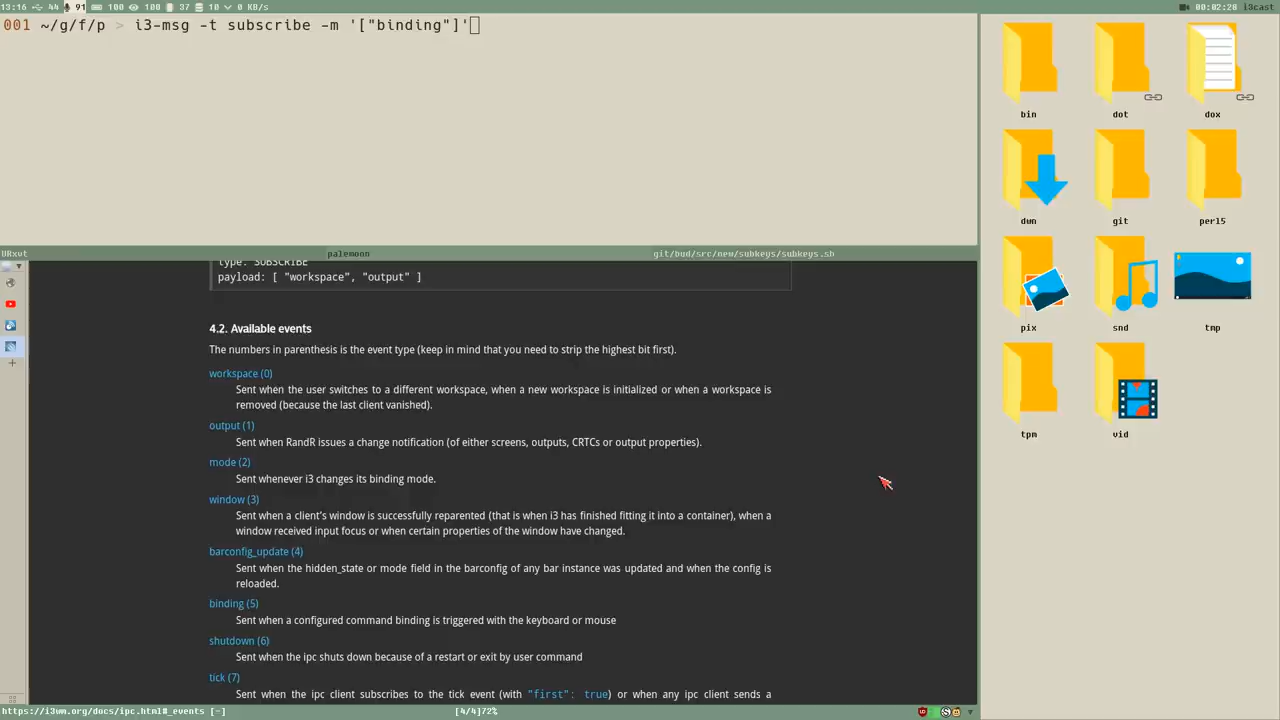 13:16 44 91 100 100 37 10 0 KB/s
00:02:28 i3cast
001 ~/g/f/p > i3-msg -t subscribe -m '["binding"]'
URxvt palemoon git/bud/src/new/subkeys/subkeys.sh
type: SUBSCRIBE
payload: [ "workspace", "output" ]
4.2. Available events
The numbers in parenthesis is the event type (keep in mind that you need to strip the highest bit first).
workspace (0)
Sent when the user switches to a different workspace, when a new workspace is initialized or when a workspace is
removed (because the last client vanished).
output (1)
Sent when RandR issues a change notification (of either screens, outputs, CRTCs or output properties).
mode (2)
Sent whenever i3 changes its binding mode.
window (3)
Sent when a client's window is successfully reparented (that is when i3 has finished fitting it into a container), when a
window received input focus or when certain properties of the window have changed.
barconfig_update (4)
Sent when the hidden_state or mode field in the barconfig of any bar instance was updated and when the config is
reloaded.
binding (5)
Sent when a configured command binding is triggered with the keyboard or mouse
shutdown (6)
Sent when the ipc shuts down because of a restart or exit by user command
tick (7)
Sent when the ipc client subscribes to the tick event (with "first": true) or when any ipc client sends a
https://i3wm.org/docs/ipc.html#_events [-] [4/4]72%
bin dot dox
dwn git perl5
pix snd tmp
tpm vid